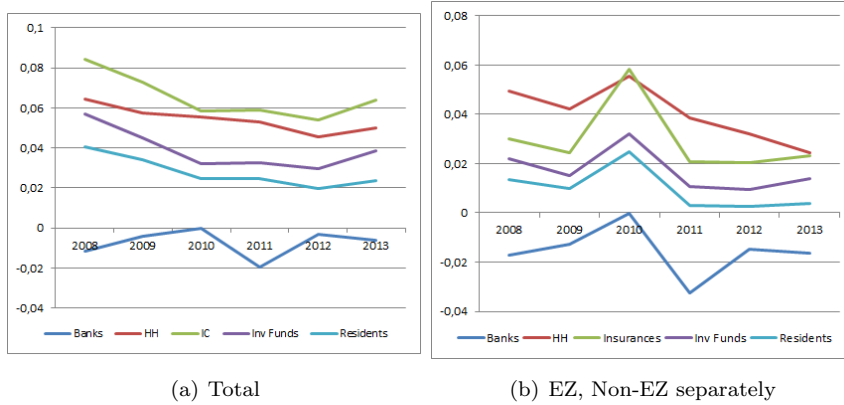 0,1
0,08
0,06
0,04
0,02
0
-0,02
-0,04
2008 2009 2010 2011 2012 2013
Banks HH IC Inv Funds Residents
(a) Total
0,08
0,06
0,04
0,02
0
-0,02
-0,04
2008 2009 2010 2011 2012 2013
Banks HH Insurances Inv Funds Residents
(b) EZ, Non-EZ separately